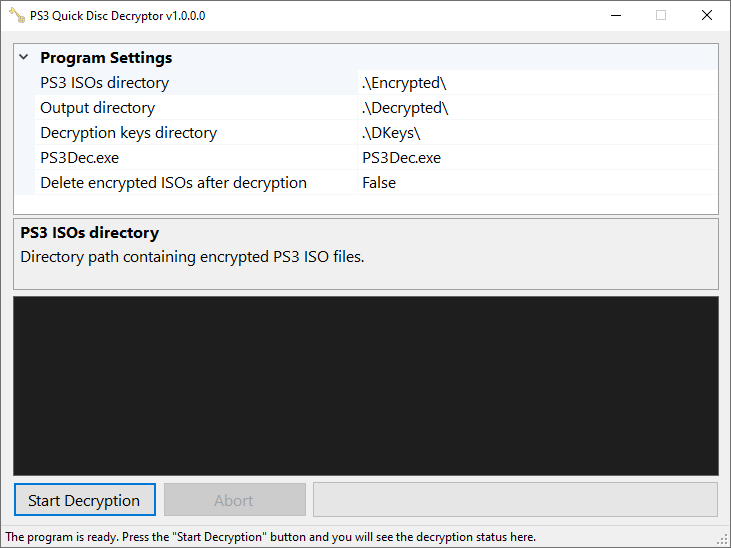 PS3 Quick Disc Decryptor v1.0.0.0
Program Settings
PS3 ISOs directory .\Encrypted\
Output directory .\Decrypted\
Decryption keys directory .\DKeys\
PS3Dec.exe PS3Dec.exe
Delete encrypted ISOs after decryption False
PS3 ISOs directory
Directory path containing encrypted PS3 ISO files.
Start Decryption Abort
The program is ready. Press the "Start Decryption" button and you will see the decryption status here.